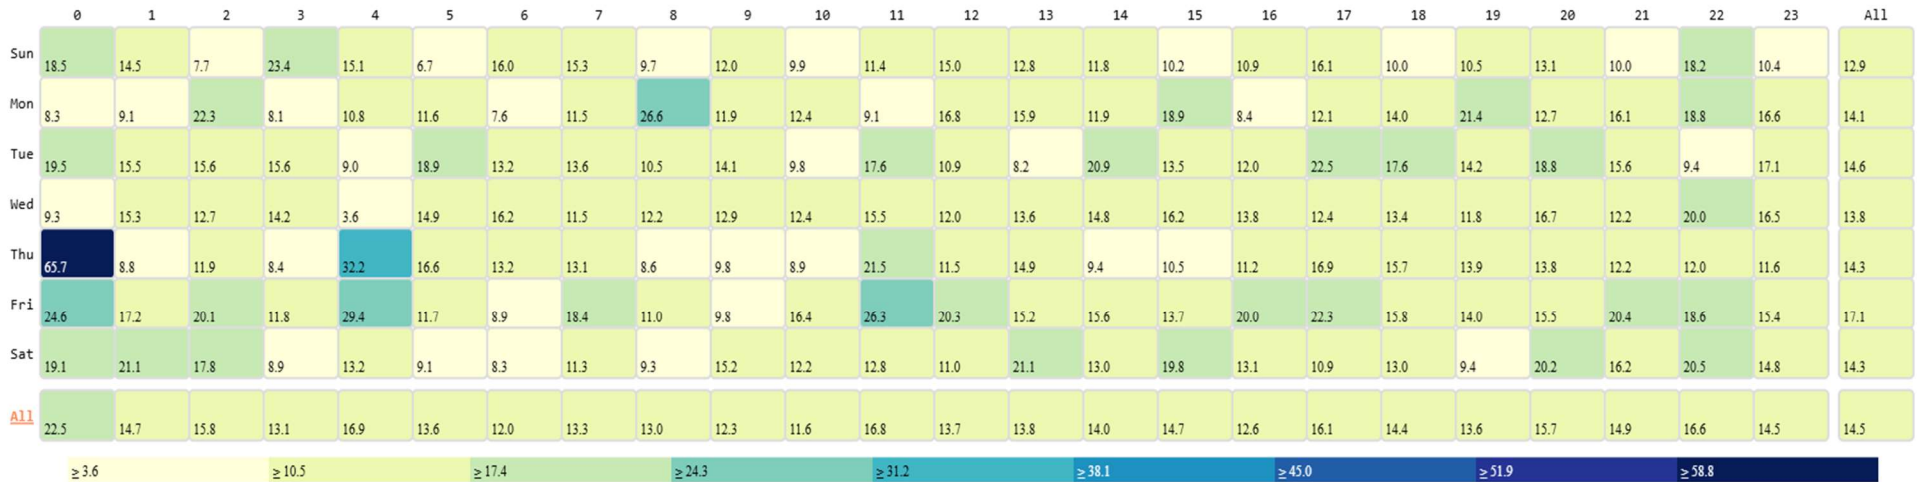 0 1 2 3 4 5 6 7 8 9 10 11 12 13 14 15 16 17 18 19 20 21 22 23 All
Sun 18.5 14.5 7.7 23.4 15.1 6.7 16.0 15.3 9.7 12.0 9.9 11.4 15.0 12.8 11.8 10.2 10.9 16.1 10.0 10.5 13.1 10.0 18.2 10.4 12.9
Mon 8.3 9.1 22.3 8.1 10.8 11.6 7.6 11.5 26.6 11.9 12.4 9.1 16.8 15.9 11.9 18.9 8.4 12.1 14.0 21.4 12.7 16.1 18.8 16.6 14.1
Tue 19.5 15.5 15.6 15.6 9.0 18.9 13.2 13.6 10.5 14.1 9.8 17.6 10.9 8.2 20.9 13.5 12.0 22.5 17.6 14.2 18.8 15.6 9.4 17.1 14.6
Wed 9.3 15.3 12.7 14.2 3.6 14.9 16.2 11.5 12.2 12.9 12.4 15.5 12.0 13.6 14.8 16.2 13.8 12.4 13.4 11.8 16.7 12.2 20.0 16.5 13.8
Thu 65.7 8.8 11.9 8.4 32.2 16.6 13.2 13.1 8.6 9.8 8.9 21.5 11.5 14.9 9.4 10.5 11.2 16.9 15.7 13.9 13.8 12.2 12.0 11.6 14.3
Fri 24.6 17.2 20.1 11.8 29.4 11.7 8.9 18.4 11.0 9.8 16.4 26.3 20.3 15.2 15.6 13.7 20.0 22.3 15.8 14.0 15.5 20.4 18.6 15.4 17.1
Sat 19.1 21.1 17.8 8.9 13.2 9.1 8.3 11.3 9.3 15.2 12.2 12.8 11.0 21.1 13.0 19.8 13.1 10.9 13.0 9.4 20.2 16.2 20.5 14.8 14.3
All 22.5 14.7 15.8 13.1 16.9 13.6 12.0 13.3 13.0 12.3 11.6 16.8 13.7 13.8 14.0 14.7 12.6 16.1 14.4 13.6 15.7 14.9 16.6 14.5 14.5
≥ 3.6 ≥ 10.5 ≥ 17.4 ≥ 24.3 ≥ 31.2 ≥ 38.1 ≥ 45.0 ≥ 51.9 ≥ 58.8